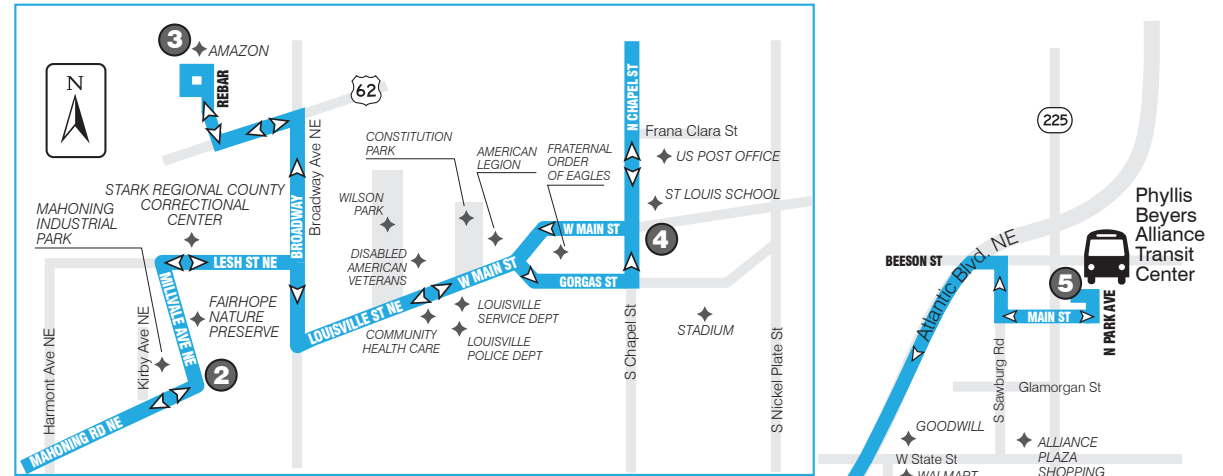 3
AMAZON
REBAR
N
62
Broadway Ave NE
CONSTITUTION
PARK
AMERICAN
LEGION
FRATERNAL
ORDER
OF EAGLES
N CHAPEL ST
Frana Clara St
US POST OFFICE
ST LOUIS SCHOOL
STARK REGIONAL COUNTY
CORRECTIONAL
CENTER
MAHONING
INDUSTRIAL
PARK
WILSON
PARK
BROADWAY
W MAIN ST
4
LESH ST NE
DISABLED
AMERICAN
VETERANS
W MAIN ST
GORGAS ST
MILLVALE AVE NE
FAIRHOPE
NATURE
PRESERVE
LOUISVILLE ST NE
LOUISVILLE
SERVICE DEPT
COMMUNITY
HEALTH CARE
LOUISVILLE
POLICE DEPT
STADIUM
Harmont Ave NE
Kirby Ave NE
2
S Chapel St
S Nickel Plate St
MAHONING RD NE
225
Phyllis
Beyers
Alliance
Transit
Center
BEESON ST
Atlantic Blvd. NE
5
MAIN ST
N PARK AVE
S Sawburg Rd
Glamorgan St
GOODWILL
W State St
WALMART
ALLIANCE
PLAZA
SHOPPING